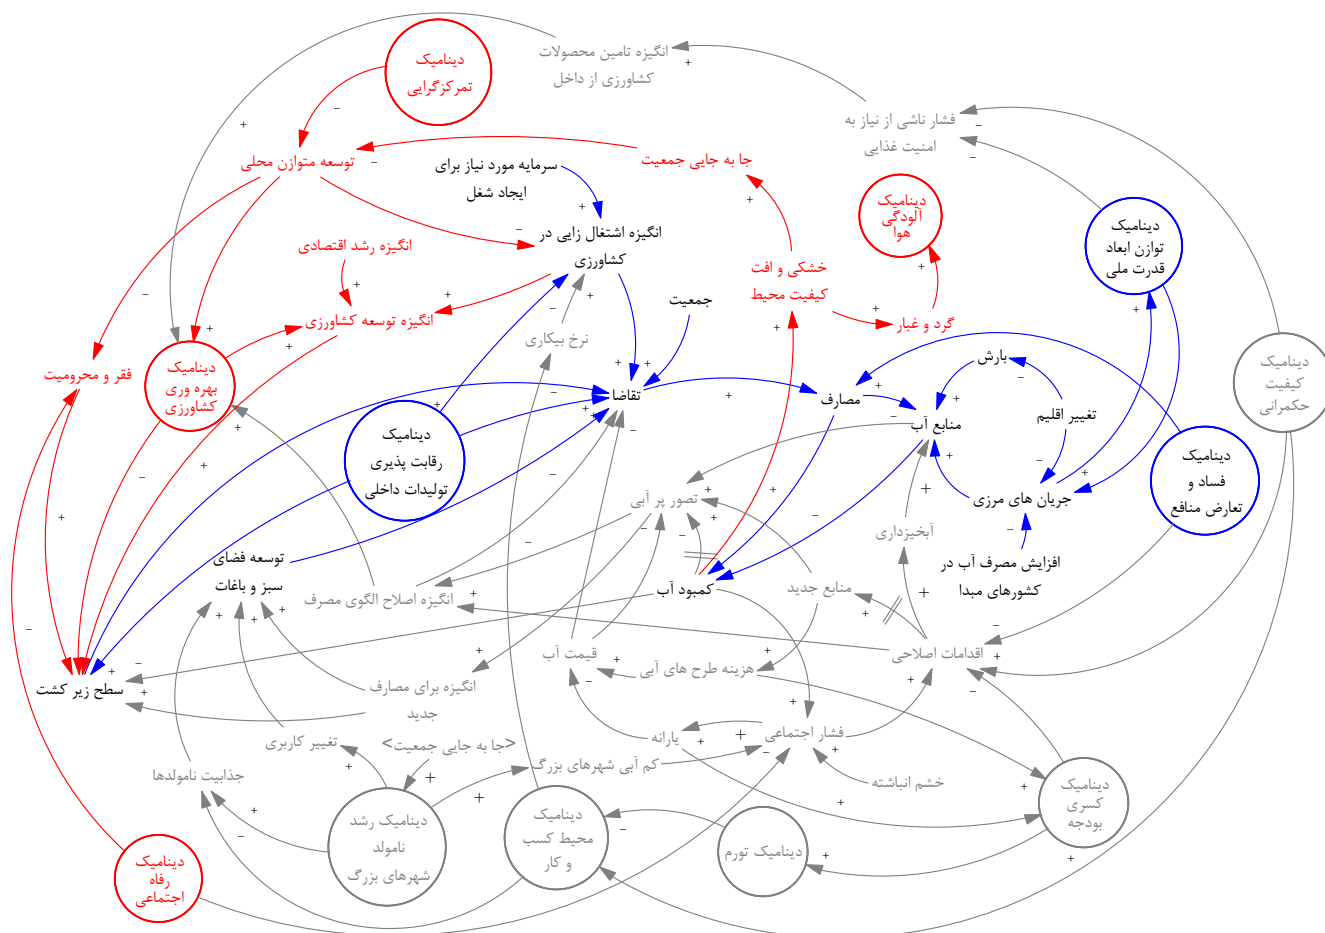 دینامیک
تمرکزگرایی
انگیزه تامین محصولات
کشاورزی از داخل
فشار ناشی از نیاز به
امنیت غذایی
توسعه متوازن محلی
سرمایه مورد نیاز برای
ایجاد شغل
جا به جایی جمعیت
دینامیک
آلودگی
هوا
دینامیک
توازن ابعاد
قدرت ملی
انگیزه رشد اقتصادی
انگیزه اشتغال زایی در
کشاورزی
خشکی و افت
کیفیت محیط
جمعیت
انگیزه توسعه کشاورزی
نرخ بیکاری
گرد و غبار
بارش
دینامیک
کیفیت
حکمرانی
فقر و محرومیت
دینامیک
بهره وری
کشاورزی
تقاضا
مصارف
منابع آب
تغییر اقلیم
دینامیک
رقابت پذیری
تولیدات داخلی
دینامیک
فساد و
تعارض منافع
تصور پر آبی
جریان های مرزی
آبخیزداری
توسعه فضای
سبز و باغات
انگیزه اصلاح الگوی مصرف
کمبود آب
منابع جدید
افزایش مصرف آب در
کشورهای مبدا
سطح زیر کشت
انگیزه برای مصارف
جدید
قیمت آب
هزینه طرح های آبی
اقدامات اصلاحی
تغییر کاربری
<جا به جایی جمعیت>
یارانه
فشار اجتماعی
جذابیت نامولدها
کم آبی شهرهای بزرگ
خشم انباشته
دینامیک
کسری
بودجه
دینامیک رشد
نامولد
شهرهای بزرگ
دینامیک
محیط کسب
و کار
دینامیک تورم
دینامیک
رفاه
اجتماعی